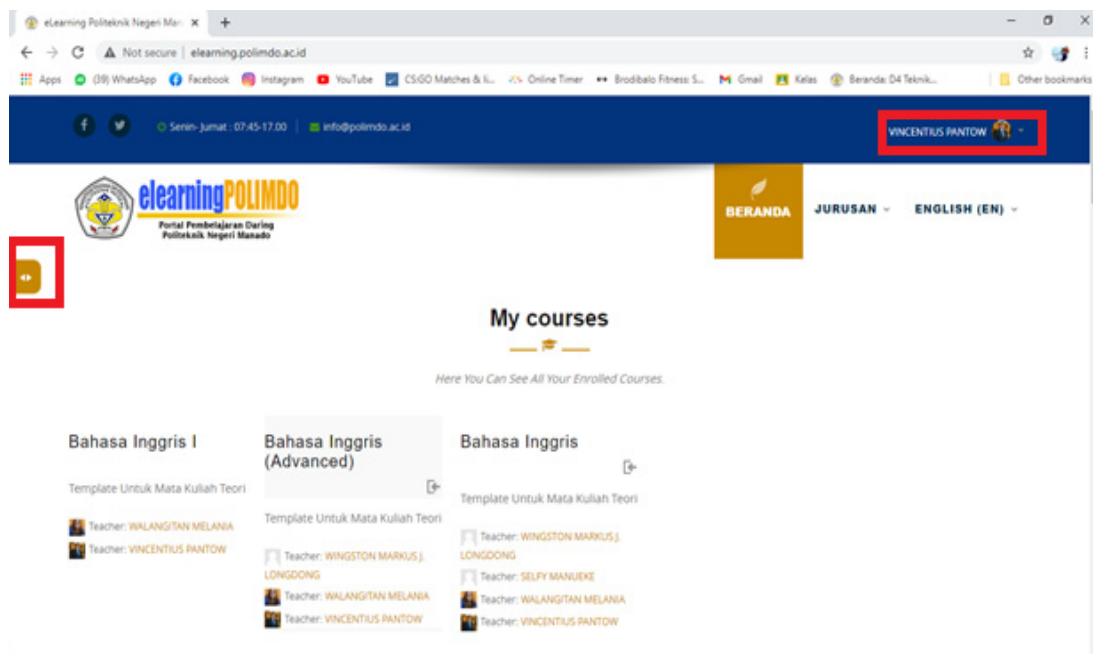 eLearning Politeknik Negeri Man
Not secure | elearning.polimdo.ac.id
Apps (39) WhatsApp Facebook Instagram YouTube CS:GO Matches & li... Online Timer Brodibalo Fitness: S... Gmail Kelas Beranda: D4 Teknik... Other bookmarks
Senin- Jumat : 07:45-17.00 | info@polimdo.ac.id
VINCENTIUS PANTOW
elearningPOLIMDO
Portal Pembelajaran Daring
Politeknik Negeri Manado
BERANDA JURUSAN ENGLISH (EN)
My courses
Here You Can See All Your Enrolled Courses.
Bahasa Inggris I
Template Untuk Mata Kuliah Teori
Teacher: WALANGITAN MELANIA
Teacher: VINCENTIUS PANTOW
Bahasa Inggris
(Advanced)
Template Untuk Mata Kuliah Teori
Teacher: WINGSTON MARKUS J.
LONGDONG
Teacher: WALANGITAN MELANIA
Teacher: VINCENTIUS PANTOW
Bahasa Inggris
Template Untuk Mata Kuliah Teori
Teacher: WINGSTON MARKUS J.
LONGDONG
Teacher: SELFY MANUEKE
Teacher: WALANGITAN MELANIA
Teacher: VINCENTIUS PANTOW